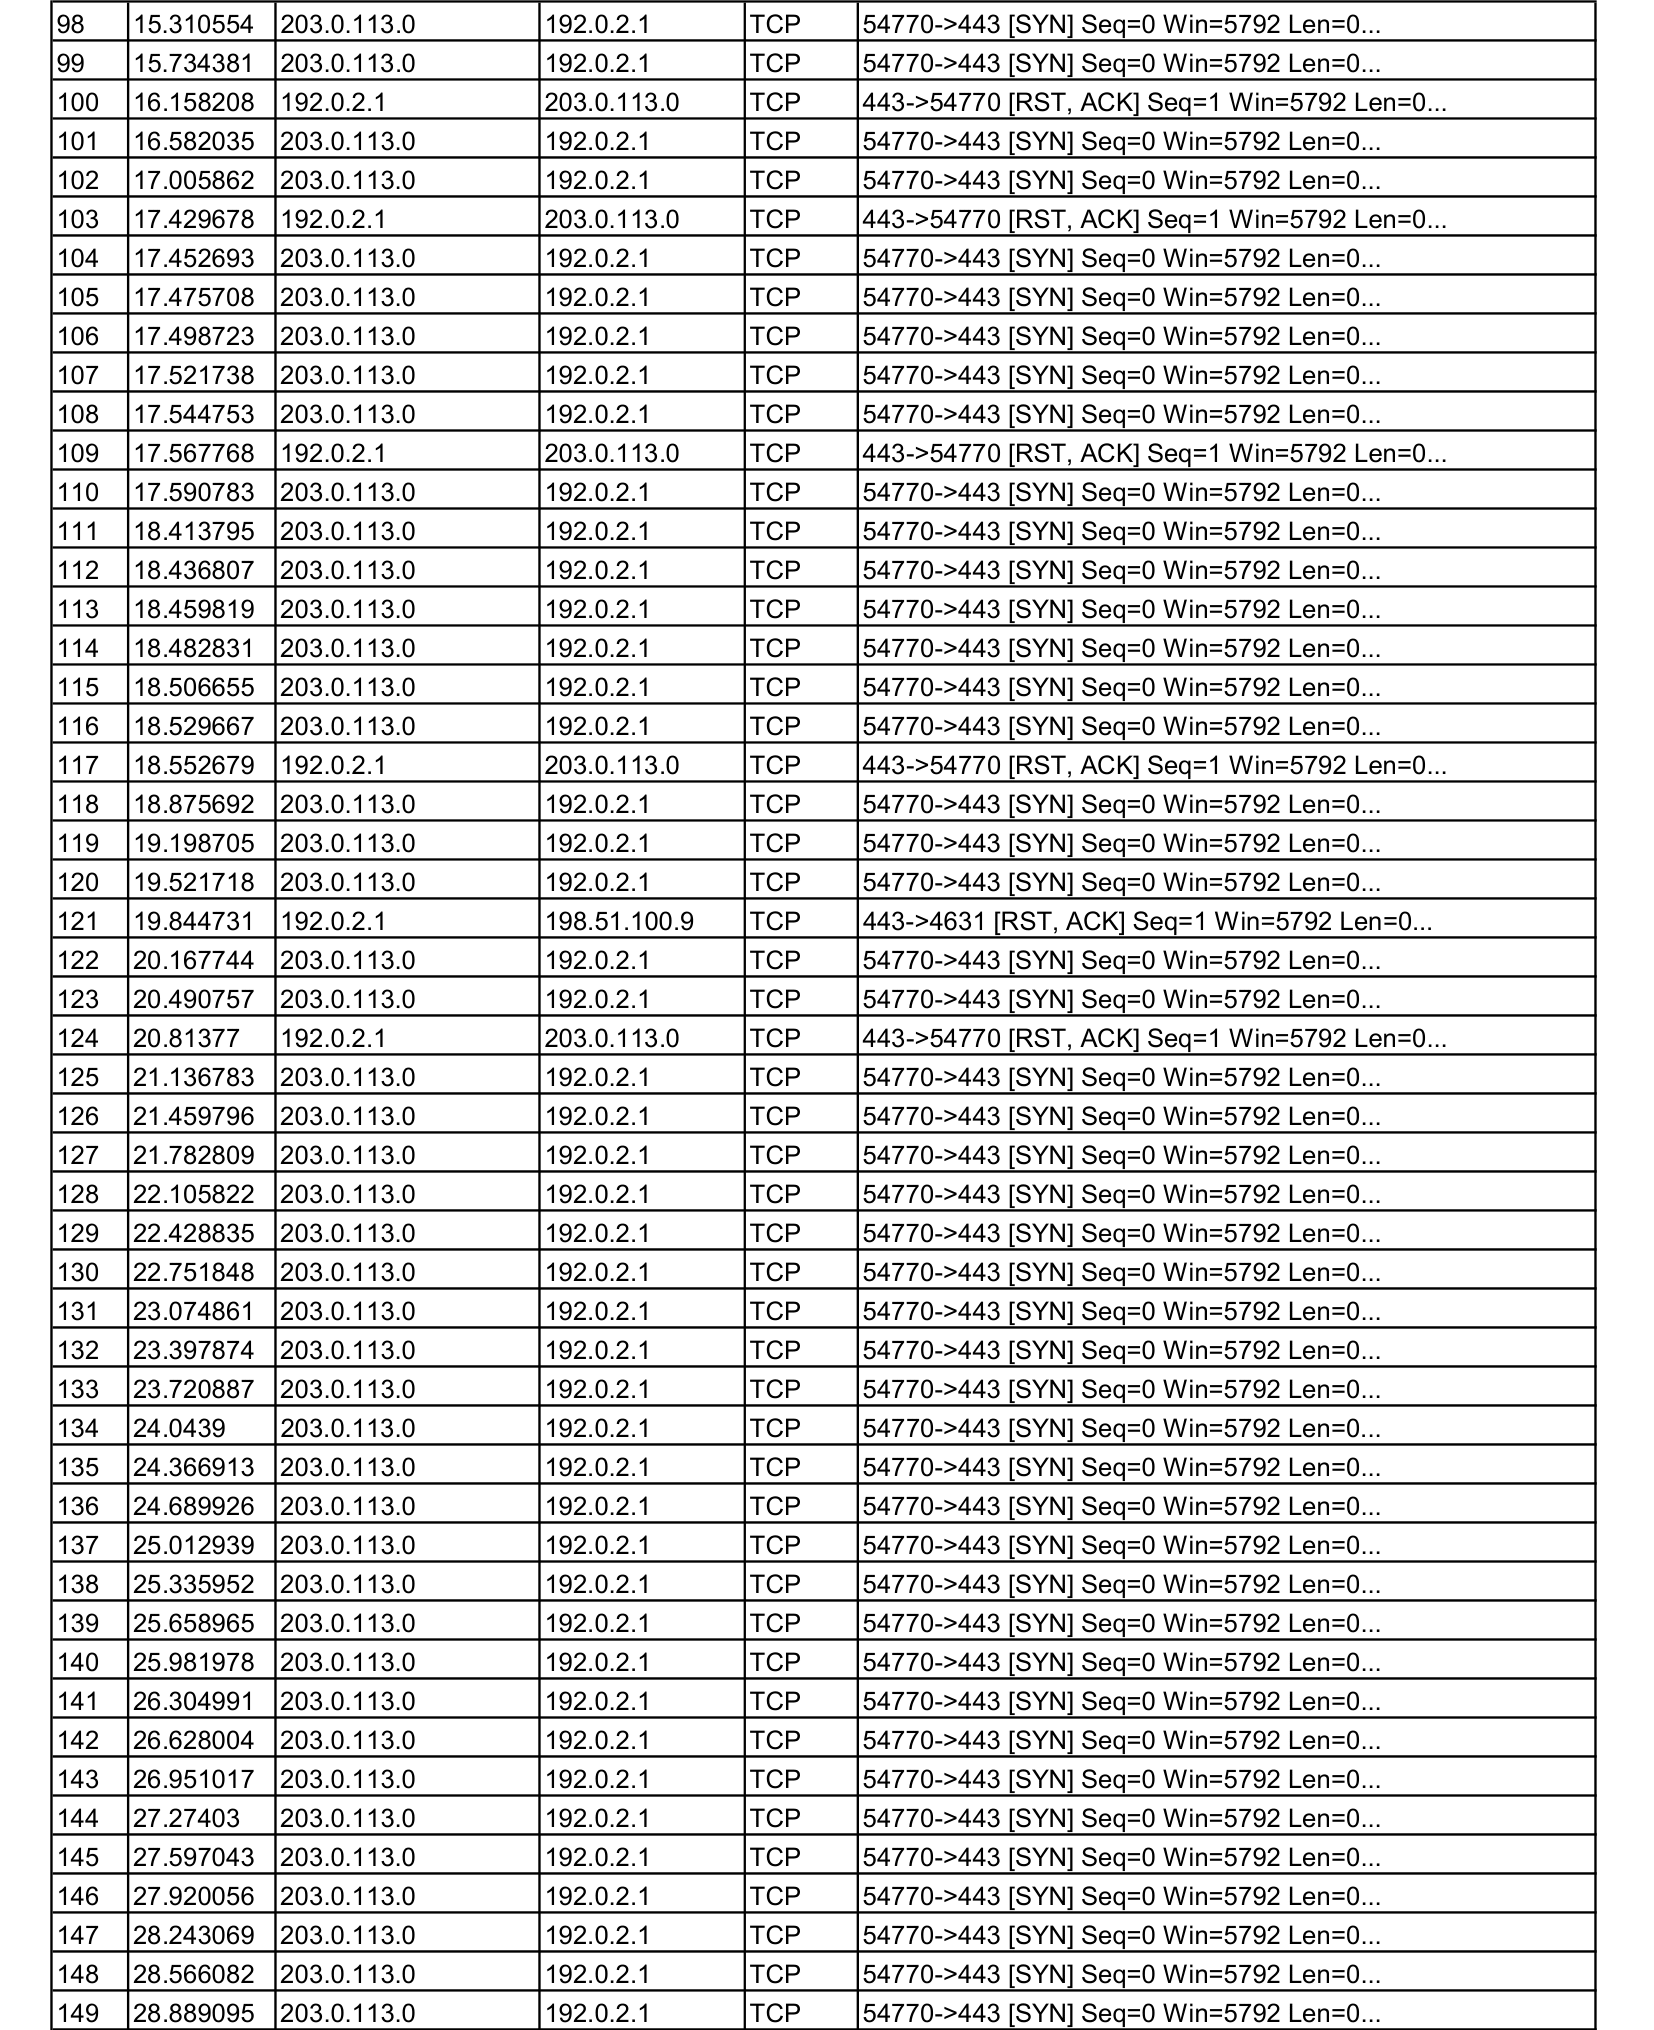 98 15.310554 203.0.113.0 192.0.2.1 TCP 54770->443 [SYN] Seq=0 Win=5792 Len=0...
99 15.734381 203.0.113.0 192.0.2.1 TCP 54770->443 [SYN] Seq=0 Win=5792 Len=0...
100 16.158208 192.0.2.1 203.0.113.0 TCP 443->54770 [RST, ACK] Seq=1 Win=5792 Len=0...
101 16.582035 203.0.113.0 192.0.2.1 TCP 54770->443 [SYN] Seq=0 Win=5792 Len=0...
102 17.005862 203.0.113.0 192.0.2.1 TCP 54770->443 [SYN] Seq=0 Win=5792 Len=0...
103 17.429678 192.0.2.1 203.0.113.0 TCP 443->54770 [RST, ACK] Seq=1 Win=5792 Len=0...
104 17.452693 203.0.113.0 192.0.2.1 TCP 54770->443 [SYN] Seq=0 Win=5792 Len=0...
105 17.475708 203.0.113.0 192.0.2.1 TCP 54770->443 [SYN] Seq=0 Win=5792 Len=0...
106 17.498723 203.0.113.0 192.0.2.1 TCP 54770->443 [SYN] Seq=0 Win=5792 Len=0...
107 17.521738 203.0.113.0 192.0.2.1 TCP 54770->443 [SYN] Seq=0 Win=5792 Len=0...
108 17.544753 203.0.113.0 192.0.2.1 TCP 54770->443 [SYN] Seq=0 Win=5792 Len=0...
109 17.567768 192.0.2.1 203.0.113.0 TCP 443->54770 [RST, ACK] Seq=1 Win=5792 Len=0...
110 17.590783 203.0.113.0 192.0.2.1 TCP 54770->443 [SYN] Seq=0 Win=5792 Len=0...
111 18.413795 203.0.113.0 192.0.2.1 TCP 54770->443 [SYN] Seq=0 Win=5792 Len=0...
112 18.436807 203.0.113.0 192.0.2.1 TCP 54770->443 [SYN] Seq=0 Win=5792 Len=0...
113 18.459819 203.0.113.0 192.0.2.1 TCP 54770->443 [SYN] Seq=0 Win=5792 Len=0...
114 18.482831 203.0.113.0 192.0.2.1 TCP 54770->443 [SYN] Seq=0 Win=5792 Len=0...
115 18.506655 203.0.113.0 192.0.2.1 TCP 54770->443 [SYN] Seq=0 Win=5792 Len=0...
116 18.529667 203.0.113.0 192.0.2.1 TCP 54770->443 [SYN] Seq=0 Win=5792 Len=0...
117 18.552679 192.0.2.1 203.0.113.0 TCP 443->54770 [RST, ACK] Seq=1 Win=5792 Len=0...
118 18.875692 203.0.113.0 192.0.2.1 TCP 54770->443 [SYN] Seq=0 Win=5792 Len=0...
119 19.198705 203.0.113.0 192.0.2.1 TCP 54770->443 [SYN] Seq=0 Win=5792 Len=0...
120 19.521718 203.0.113.0 192.0.2.1 TCP 54770->443 [SYN] Seq=0 Win=5792 Len=0...
121 19.844731 192.0.2.1 198.51.100.9 TCP 443->4631 [RST, ACK] Seq=1 Win=5792 Len=0...
122 20.167744 203.0.113.0 192.0.2.1 TCP 54770->443 [SYN] Seq=0 Win=5792 Len=0...
123 20.490757 203.0.113.0 192.0.2.1 TCP 54770->443 [SYN] Seq=0 Win=5792 Len=0...
124 20.81377 192.0.2.1 203.0.113.0 TCP 443->54770 [RST, ACK] Seq=1 Win=5792 Len=0...
125 21.136783 203.0.113.0 192.0.2.1 TCP 54770->443 [SYN] Seq=0 Win=5792 Len=0...
126 21.459796 203.0.113.0 192.0.2.1 TCP 54770->443 [SYN] Seq=0 Win=5792 Len=0...
127 21.782809 203.0.113.0 192.0.2.1 TCP 54770->443 [SYN] Seq=0 Win=5792 Len=0...
128 22.105822 203.0.113.0 192.0.2.1 TCP 54770->443 [SYN] Seq=0 Win=5792 Len=0...
129 22.428835 203.0.113.0 192.0.2.1 TCP 54770->443 [SYN] Seq=0 Win=5792 Len=0...
130 22.751848 203.0.113.0 192.0.2.1 TCP 54770->443 [SYN] Seq=0 Win=5792 Len=0...
131 23.074861 203.0.113.0 192.0.2.1 TCP 54770->443 [SYN] Seq=0 Win=5792 Len=0...
132 23.397874 203.0.113.0 192.0.2.1 TCP 54770->443 [SYN] Seq=0 Win=5792 Len=0...
133 23.720887 203.0.113.0 192.0.2.1 TCP 54770->443 [SYN] Seq=0 Win=5792 Len=0...
134 24.0439 203.0.113.0 192.0.2.1 TCP 54770->443 [SYN] Seq=0 Win=5792 Len=0...
135 24.366913 203.0.113.0 192.0.2.1 TCP 54770->443 [SYN] Seq=0 Win=5792 Len=0...
136 24.689926 203.0.113.0 192.0.2.1 TCP 54770->443 [SYN] Seq=0 Win=5792 Len=0...
137 25.012939 203.0.113.0 192.0.2.1 TCP 54770->443 [SYN] Seq=0 Win=5792 Len=0...
138 25.335952 203.0.113.0 192.0.2.1 TCP 54770->443 [SYN] Seq=0 Win=5792 Len=0...
139 25.658965 203.0.113.0 192.0.2.1 TCP 54770->443 [SYN] Seq=0 Win=5792 Len=0...
140 25.981978 203.0.113.0 192.0.2.1 TCP 54770->443 [SYN] Seq=0 Win=5792 Len=0...
141 26.304991 203.0.113.0 192.0.2.1 TCP 54770->443 [SYN] Seq=0 Win=5792 Len=0...
142 26.628004 203.0.113.0 192.0.2.1 TCP 54770->443 [SYN] Seq=0 Win=5792 Len=0...
143 26.951017 203.0.113.0 192.0.2.1 TCP 54770->443 [SYN] Seq=0 Win=5792 Len=0...
144 27.27403 203.0.113.0 192.0.2.1 TCP 54770->443 [SYN] Seq=0 Win=5792 Len=0...
145 27.597043 203.0.113.0 192.0.2.1 TCP 54770->443 [SYN] Seq=0 Win=5792 Len=0...
146 27.920056 203.0.113.0 192.0.2.1 TCP 54770->443 [SYN] Seq=0 Win=5792 Len=0...
147 28.243069 203.0.113.0 192.0.2.1 TCP 54770->443 [SYN] Seq=0 Win=5792 Len=0...
148 28.566082 203.0.113.0 192.0.2.1 TCP 54770->443 [SYN] Seq=0 Win=5792 Len=0...
149 28.889095 203.0.113.0 192.0.2.1 TCP 54770->443 [SYN] Seq=0 Win=5792 Len=0...